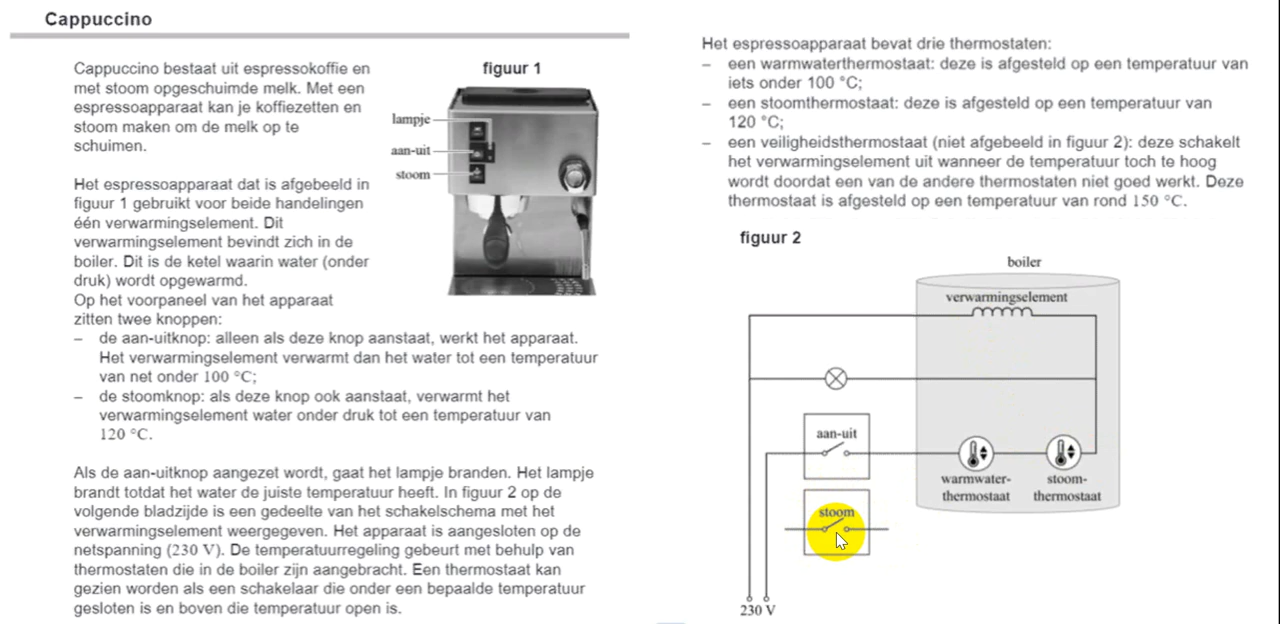 Cappuccino
Cappuccino bestaat uit espressokoffie en
met stoom opgeschuimde melk. Met een
espressoapparaat kan je koffiezetten en
stoom maken om de melk op te
schuimen.
Het espressoapparaat dat is afgebeeld in
figuur 1 gebruikt voor beide handelingen
één verwarmingselement. Dit
verwarmingselement bevindt zich in de
boiler. Dit is de ketel waarin water (onder
druk) wordt opgewarmd.
Op het voorpaneel van het apparaat
zitten twee knoppen:
– de aan-uitknop: alleen als deze knop aanstaat, werkt het apparaat.
Het verwarmingselement verwarmt dan het water tot een temperatuur
van net onder 100 °C;
– de stoomknop: als deze knop ook aanstaat, verwarmt het
verwarmingselement water onder druk tot een temperatuur van
120 °C.
Als de aan-uitknop aangezet wordt, gaat het lampje branden. Het lampje
brandt totdat het water de juiste temperatuur heeft. In figuur 2 op de
volgende bladzijde is een gedeelte van het schakelschema met het
verwarmingselement weergegeven. Het apparaat is aangesloten op de
netspanning (230 V). De temperatuurregeling gebeurt met behulp van
thermostaten die in de boiler zijn aangebracht. Een thermostaat kan
gezien worden als een schakelaar die onder een bepaalde temperatuur
gesloten is en boven die temperatuur open is.
figuur 1
lampje
aan-uit
stoom
Het espressoapparaat bevat drie thermostaten:
– een warmwaterthermostaat: deze is afgesteld op een temperatuur van
iets onder 100 °C;
– een stoomthermostaat: deze is afgesteld op een temperatuur van
120 °C;
– een veiligheidsthermostaat (niet afgebeeld in figuur 2): deze schakelt
het verwarmingselement uit wanneer de temperatuur toch te hoog
wordt doordat een van de andere thermostaten niet goed werkt. Deze
thermostaat is afgesteld op een temperatuur van rond 150 °C.
figuur 2
boiler
verwarmingselement
aan-uit
warmwater-
thermostaat
stoom-
thermostaat
stoom
230 V